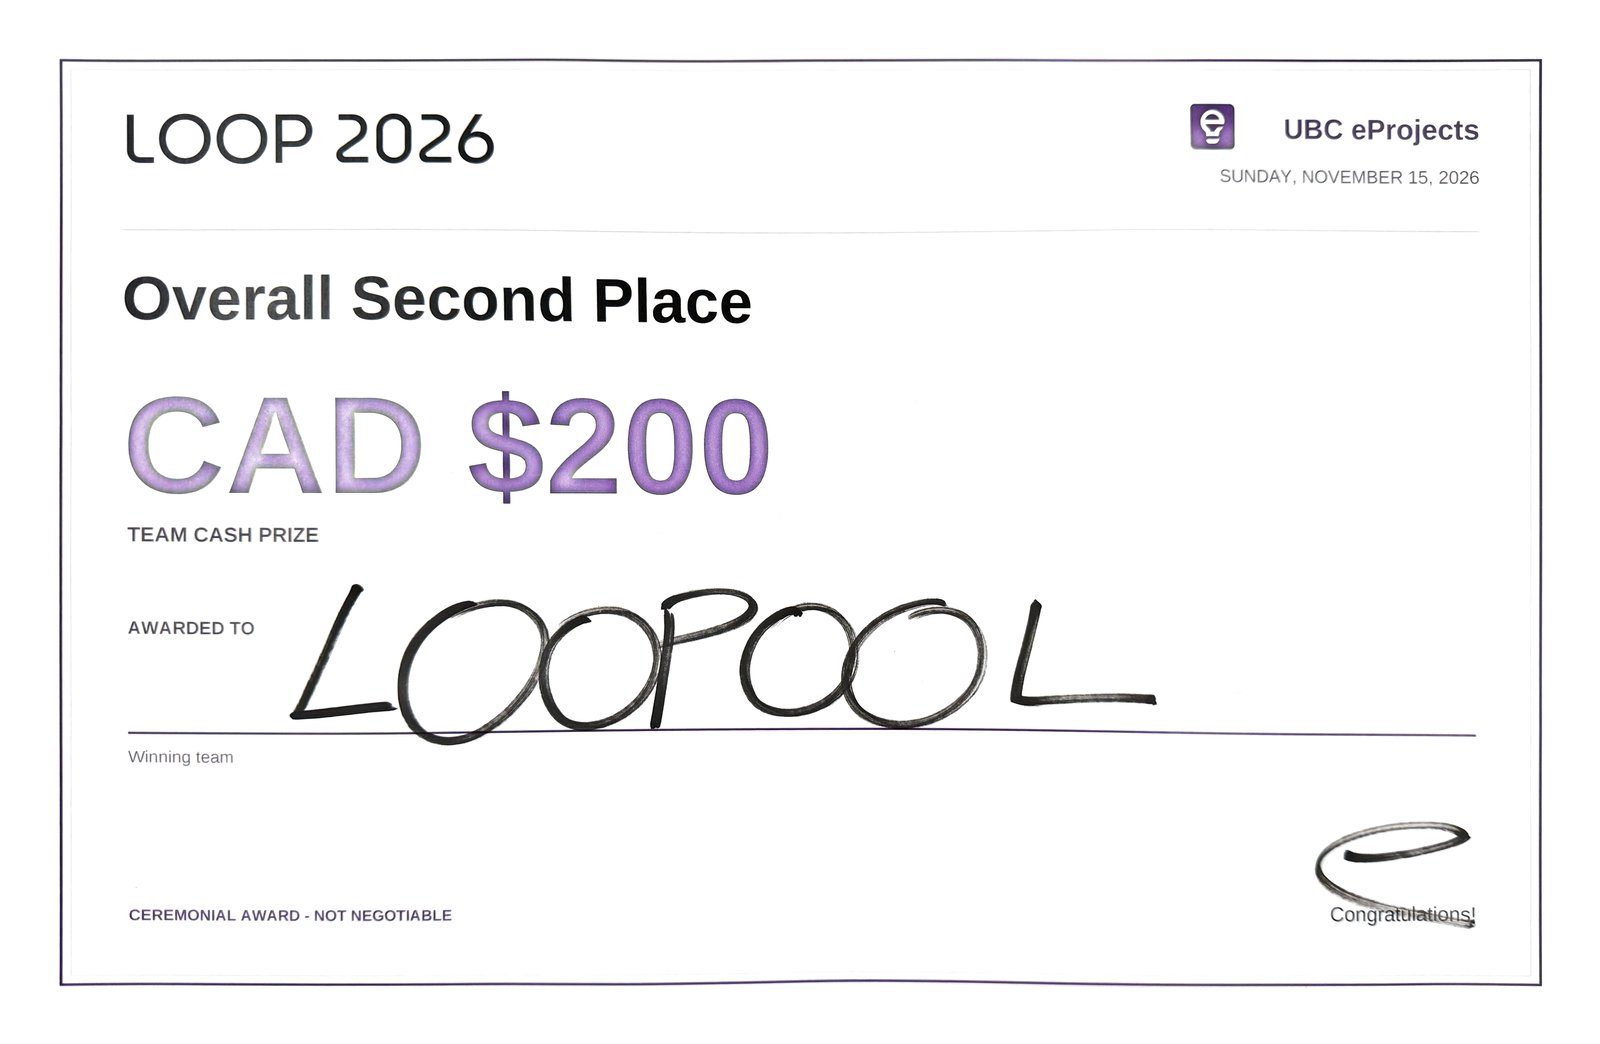 LOOP 2026
UBC eProjects
SUNDAY, NOVEMBER 15, 2026
Overall Second Place
CAD $200
TEAM CASH PRIZE
AWARDED TO LOOPOOL
Winning team
e
CEREMONIAL AWARD - NOT NEGOTIABLE
Congratulations!